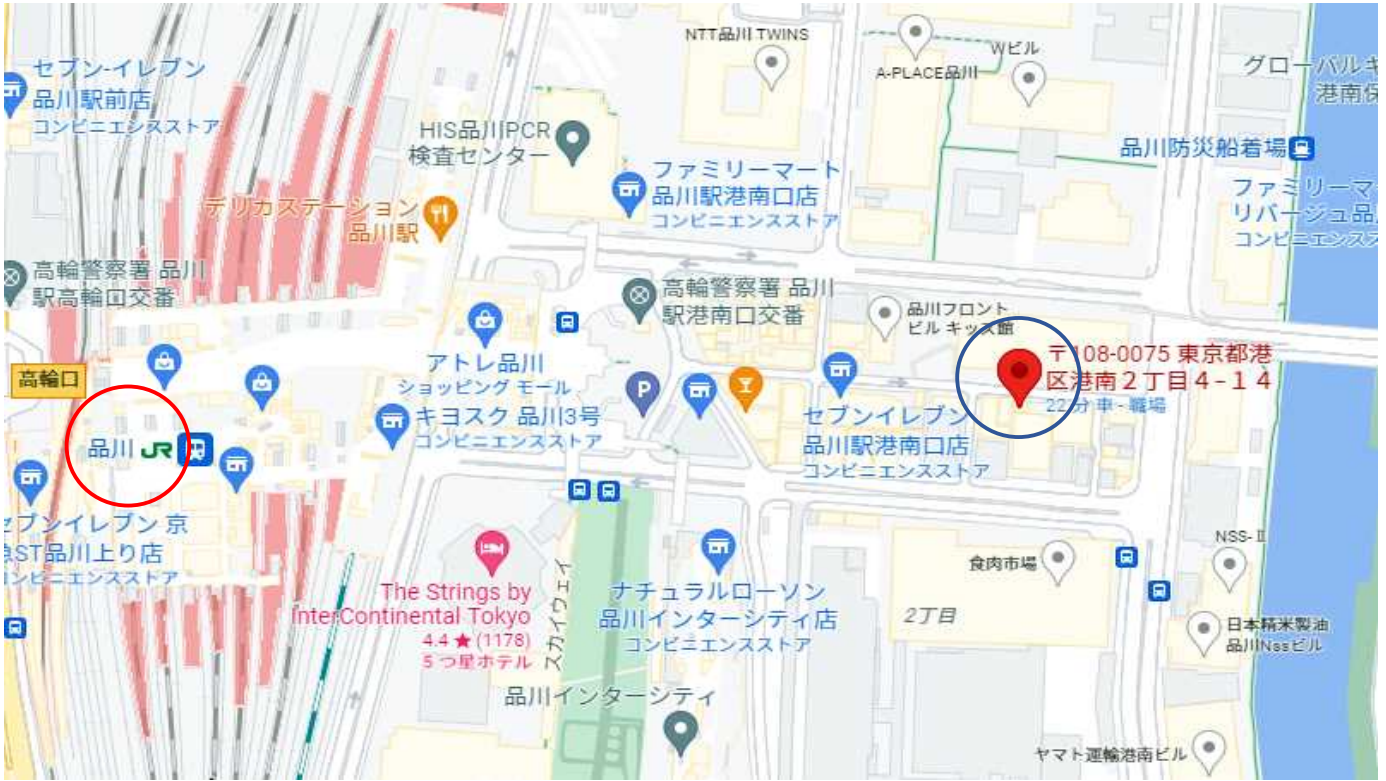 NTT品川 TWINS
A-PLACE品川
Wビル
グローバルキ
港南保
セブン-イレブン
品川駅前店
コンビニエンスストア
HIS品川PCR
検査センター
品川防災船着場
ファミリーマート
品川駅港南口店
コンビニエンスストア
ファミリーマ
リバージュ品
コンビニエンスス
デリカステーション
品川駅
高輪警察署 品川
駅高輪口交番
高輪警察署 品川
駅港南口交番
品川フロント
ビル キッズ館
アトレ品川
ショッピング モール
〒108-0075 東京都港
区港南2丁目4-14
22 分 車 - 職場
高輪口
P
キヨスク 品川3号
コンビニエンスストア
セブンイレブン
品川駅港南口店
コンビニエンスストア
品川 JR
セブンイレブン 京
急ST品川上り店
コンビニエンスストア
The Strings by
InterContinental Tokyo
4.4 ★ (1178)
5 つ星ホテル
スカイウェイ
ナチュラルローソン
品川インターシティ店
コンビニエンスストア
食肉市場
2丁目
NSS-Ⅱ
日本精米製油
品川Nssビル
品川インターシティ
ヤマト運輸港南ビル